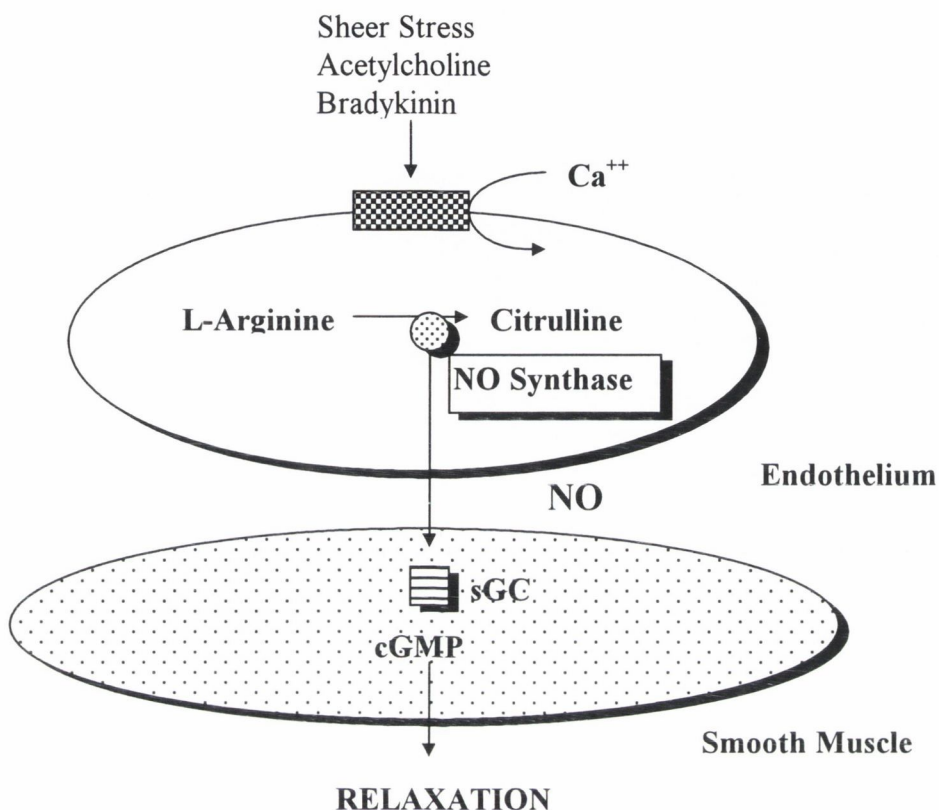 Sheer Stress
Acetylcholine
Bradykinin
Ca++
L-Arginine
Citrulline
NO Synthase
Endothelium
NO
sGC
cGMP
Smooth Muscle
RELAXATION